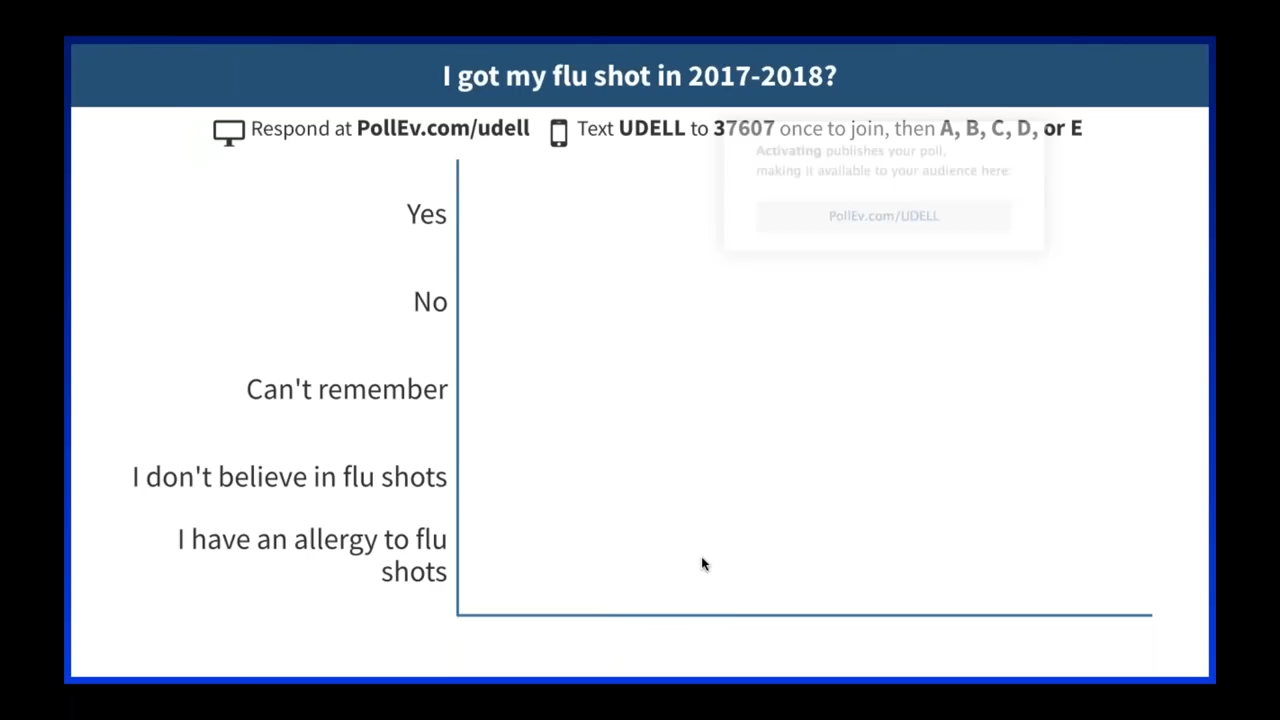 I got my flu shot in 2017-2018?
Respond at PollEv.com/udell Text UDELL to 37607 once to join, then A, B, C, D, or E
Activating publishes your poll,
making it available to your audience here:
PollEv.com/UDELL
Yes
No
Can't remember
I don't believe in flu shots
I have an allergy to flu
shots